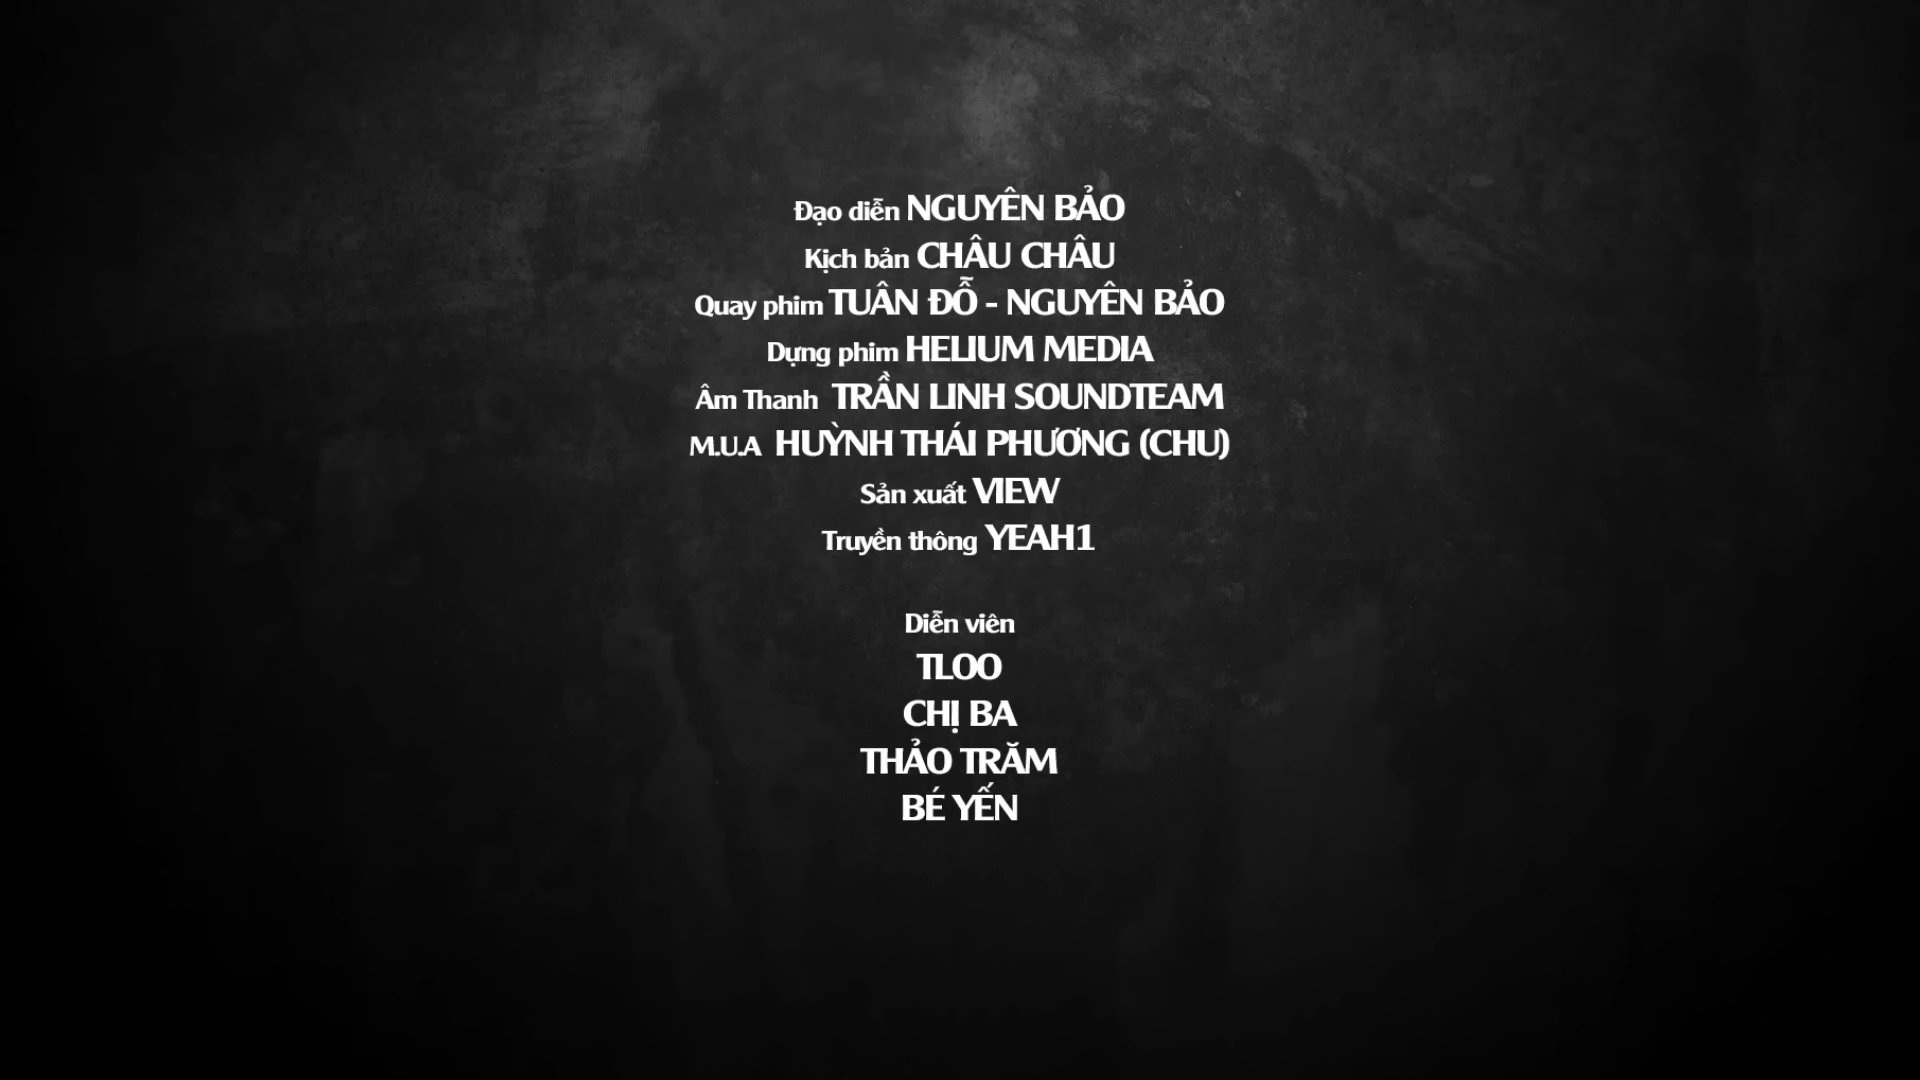 Đạo diễn NGUYÊN BẢO
Kịch bản CHÂU CHÂU
Quay phim TUÂN ĐỖ - NGUYÊN BẢO
Dựng phim HELIUM MEDIA
Âm Thanh TRẦN LINH SOUNDTEAM
M.U.A HUỲNH THÁI PHƯƠNG (CHU)
Sản xuất VIEW
Truyền thông YEAH1
Diễn viên
TLOO
CHỊ BA
THẢO TRĂM
BÉ YẾN